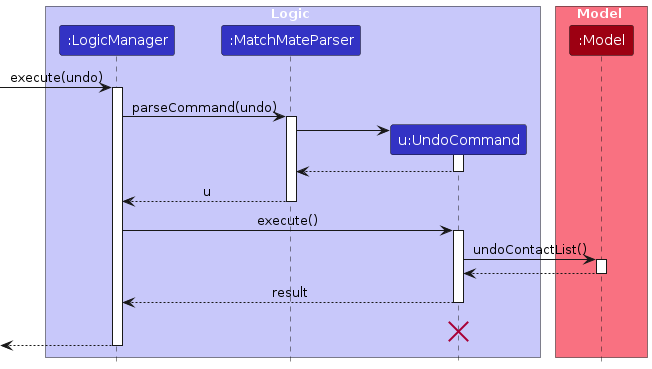 Logic
Model
:LogicManager
:MatchMateParser
:Model
execute(undo)
parseCommand(undo)
u:UndoCommand
u
execute()
undoContactList()
result